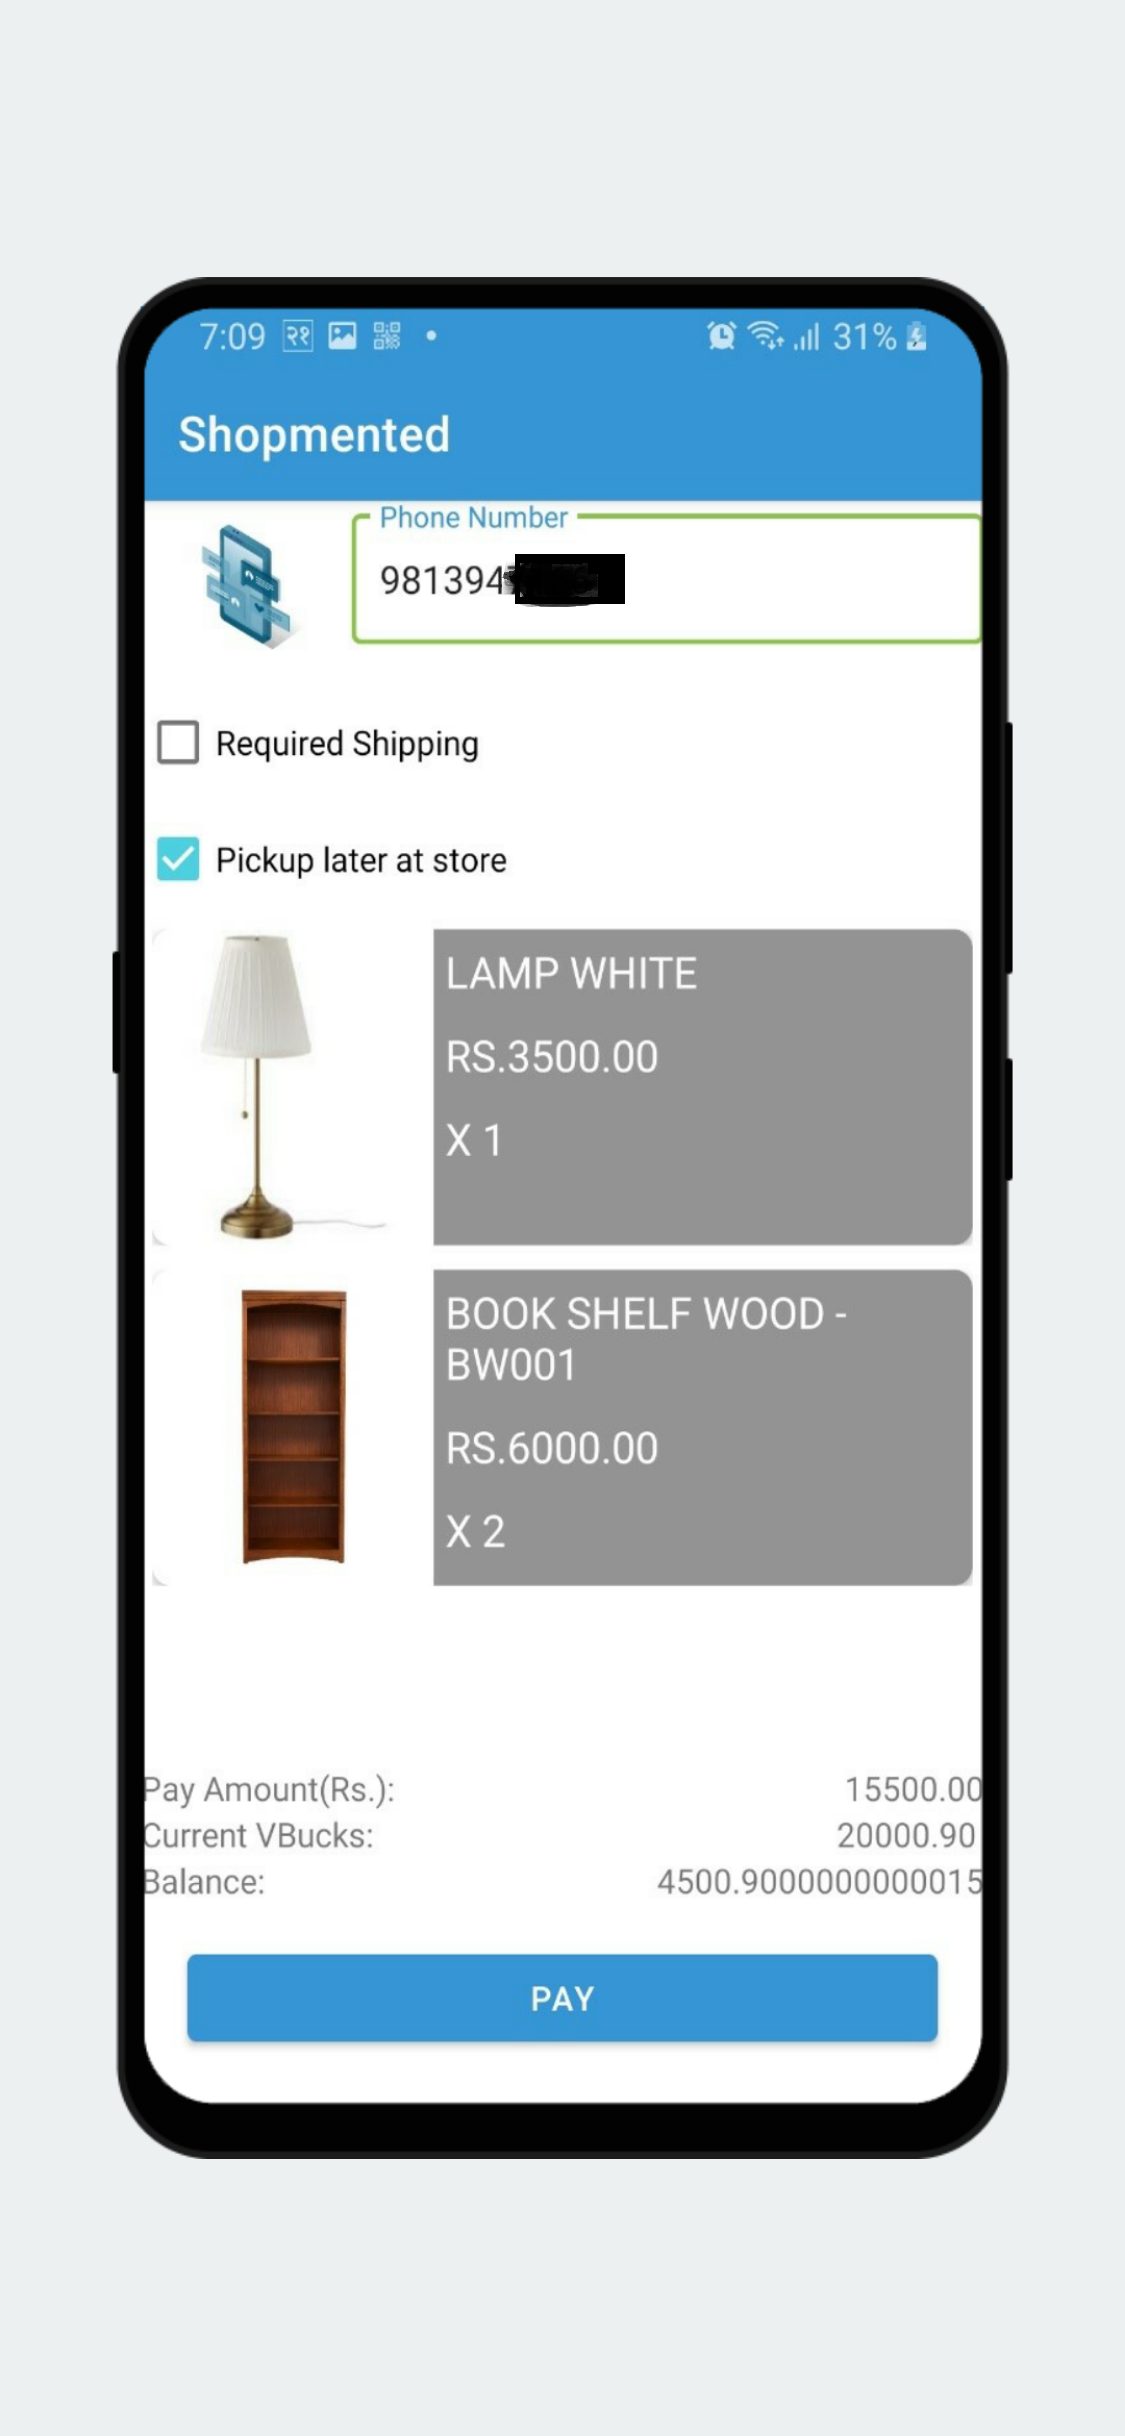 7:09 २१ 31%
Shopmented
Phone Number
981394
Required Shipping
Pickup later at store
LAMP WHITE
RS.3500.00
X 1
BOOK SHELF WOOD -
BW001
RS.6000.00
X 2
Pay Amount(Rs.): 15500.00
Current VBucks: 20000.90
Balance: 4500.9000000000015
PAY